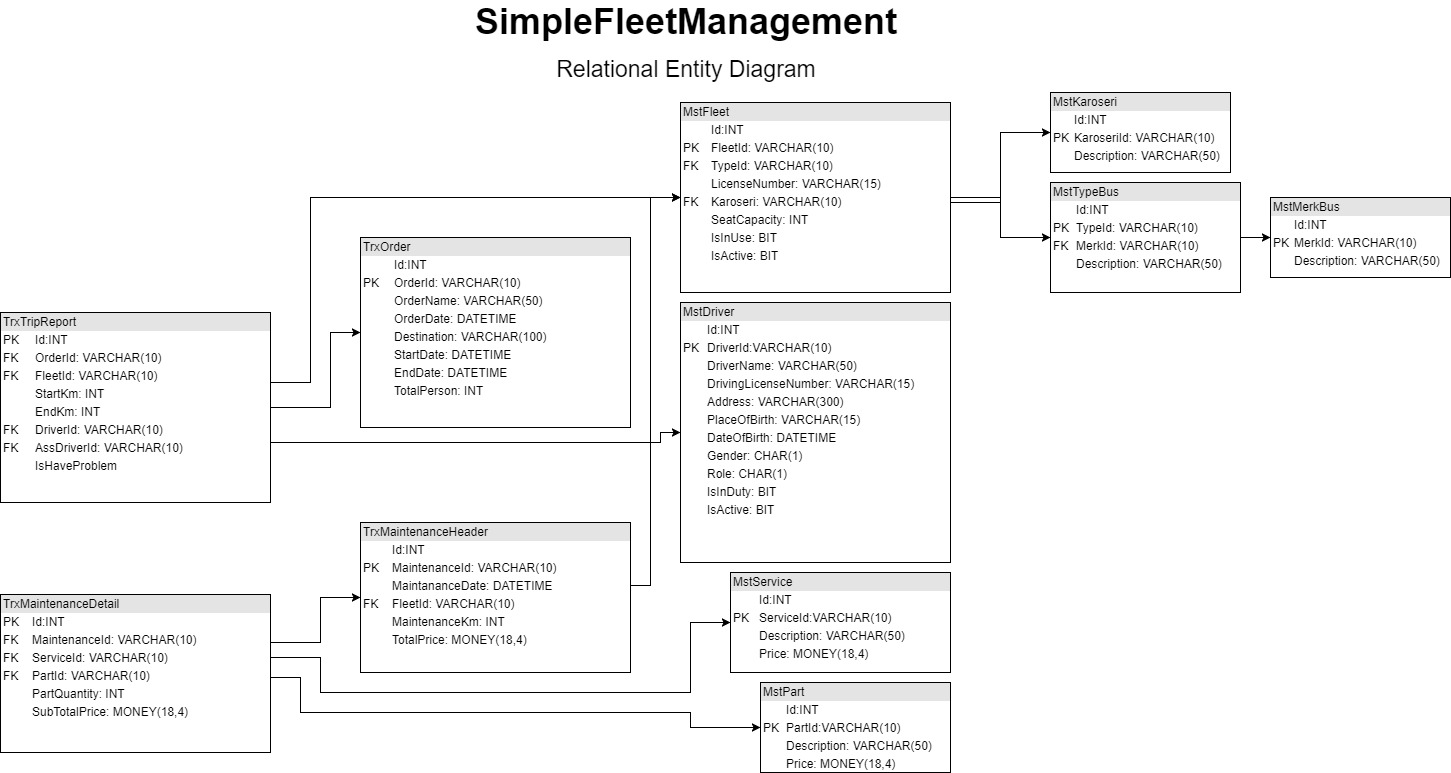 SimpleFleetManagement
Relational Entity Diagram
MstFleet
Id:INT
PK FleetId: VARCHAR(10)
FK TypeId: VARCHAR(10)
LicenseNumber: VARCHAR(15)
FK Karoseri: VARCHAR(10)
SeatCapacity: INT
IsInUse: BIT
IsActive: BIT
MstKaroseri
Id:INT
PK KaroseriId: VARCHAR(10)
Description: VARCHAR(50)
MstTypeBus
Id:INT
PK TypeId: VARCHAR(10)
FK MerkId: VARCHAR(10)
Description: VARCHAR(50)
MstMerkBus
Id:INT
PK MerkId: VARCHAR(10)
Description: VARCHAR(50)
TrxOrder
Id:INT
PK OrderId: VARCHAR(10)
OrderName: VARCHAR(50)
OrderDate: DATETIME
Destination: VARCHAR(100)
StartDate: DATETIME
EndDate: DATETIME
TotalPerson: INT
TrxTripReport
PK Id:INT
FK OrderId: VARCHAR(10)
FK FleetId: VARCHAR(10)
StartKm: INT
EndKm: INT
FK DriverId: VARCHAR(10)
FK AssDriverId: VARCHAR(10)
IsHaveProblem
MstDriver
Id:INT
PK DriverId:VARCHAR(10)
DriverName: VARCHAR(50)
DrivingLicenseNumber: VARCHAR(15)
Address: VARCHAR(300)
PlaceOfBirth: VARCHAR(15)
DateOfBirth: DATETIME
Gender: CHAR(1)
Role: CHAR(1)
IsInDuty: BIT
IsActive: BIT
TrxMaintenanceHeader
Id:INT
PK MaintenanceId: VARCHAR(10)
MaintananceDate: DATETIME
FK FleetId: VARCHAR(10)
MaintenanceKm: INT
TotalPrice: MONEY(18,4)
TrxMaintenanceDetail
PK Id:INT
FK MaintenanceId: VARCHAR(10)
FK ServiceId: VARCHAR(10)
FK PartId: VARCHAR(10)
PartQuantity: INT
SubTotalPrice: MONEY(18,4)
MstService
Id:INT
PK ServiceId:VARCHAR(10)
Description: VARCHAR(50)
Price: MONEY(18,4)
MstPart
Id:INT
PK PartId:VARCHAR(10)
Description: VARCHAR(50)
Price: MONEY(18,4)